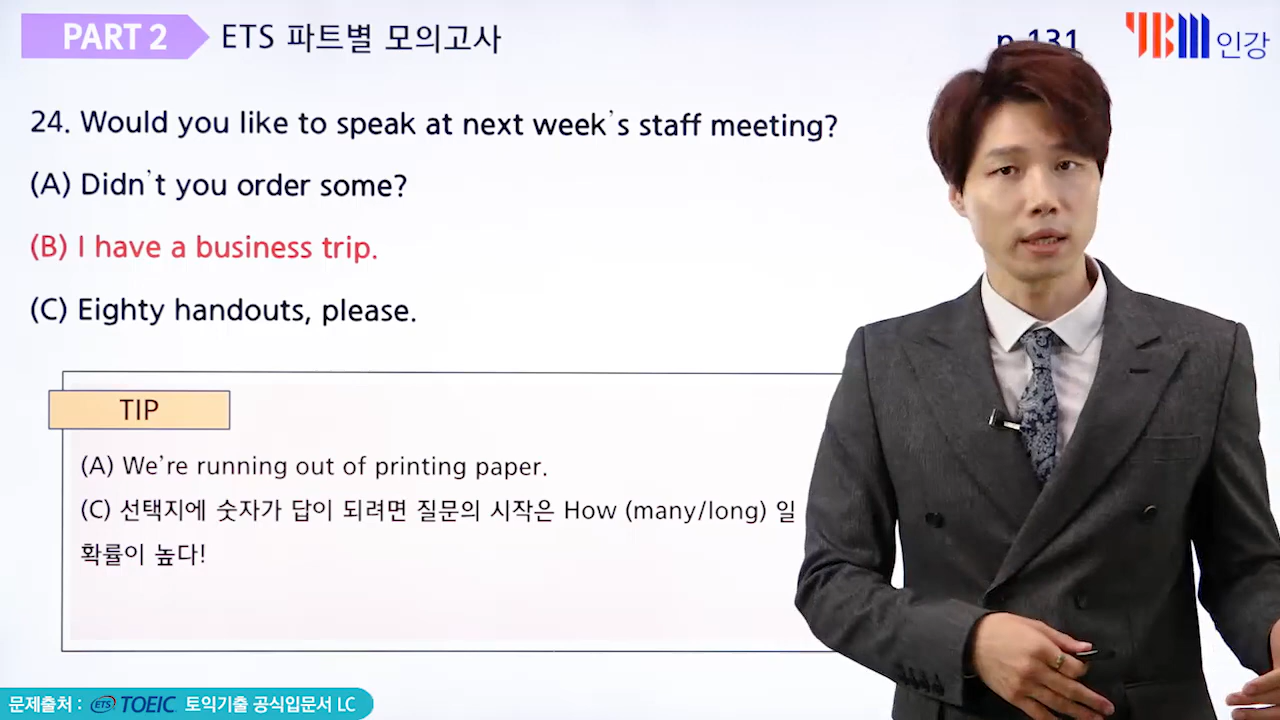 PART 2
ETS 파트별 모의고사
p.131
YBM 인강
24. Would you like to speak at next week's staff meeting?
(A) Didn't you order some?
(B) I have a business trip.
(C) Eighty handouts, please.
TIP
(A) We're running out of printing paper.
(C) 선택지에 숫자가 답이 되려면 질문의 시작은 How (many/long) 일
확률이 높다!
문제출처 : ETS TOEIC 토익기출 공식입문서 LC